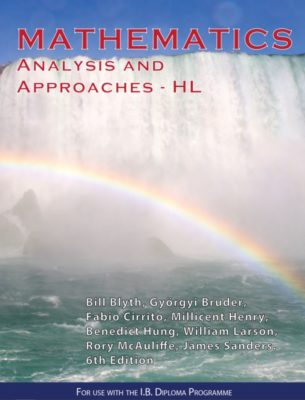 MATHEMATICS
ANALYSIS AND
APPROACHES - HL
Bill Blyth, Györgyi Bruder,
Fabio Cirrito, Millicent Henry,
Benedict Hung, William Larson,
Rory McAuliffe, James Sanders,
6th Edition
FOR USE WITH THE I.B. DIPLOMA PROGRAMME